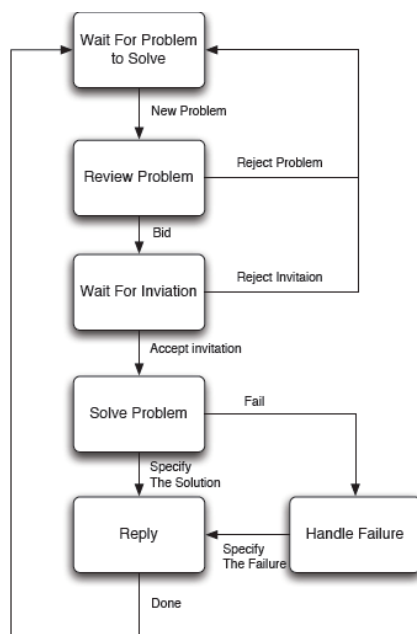 Wait For Problem
to Solve
New Problem
Review Problem
Reject Problem
Bid
Wait For Inviation
Reject Invitaion
Accept invitation
Solve Problem
Fail
Specify
The Solution
Reply
Handle Failure
Specify
The Failure
Done